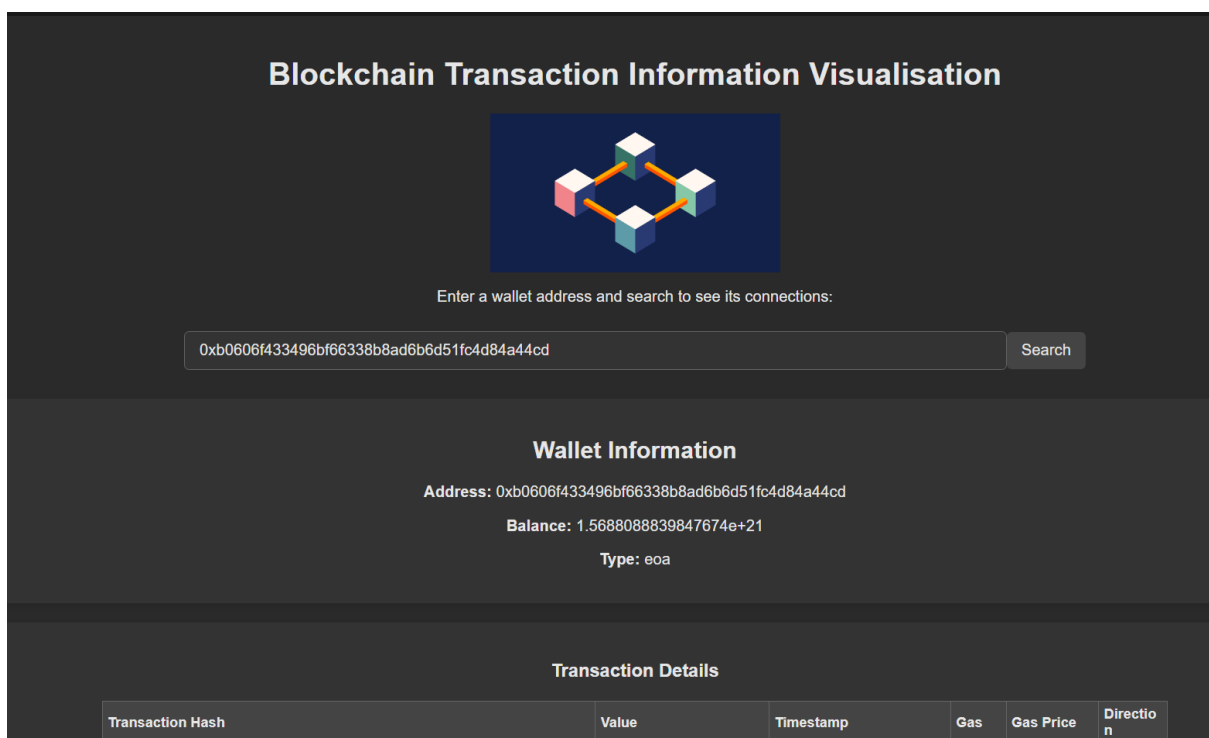 Blockchain Transaction Information Visualisation
Enter a wallet address and search to see its connections:
0xb0606f433496bf66338b8ad6b6d51fc4d84a44cd Search
Wallet Information
Address: 0xb0606f433496bf66338b8ad6b6d51fc4d84a44cd
Balance: 1.5688088839847674e+21
Type: eoa
Transaction Details
Transaction Hash Value Timestamp Gas Gas Price Directio
n